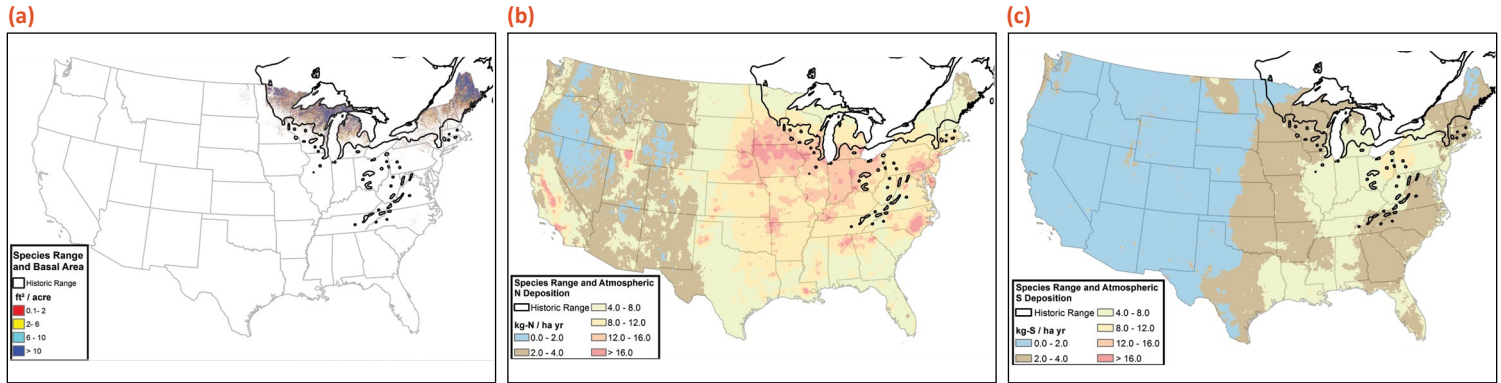 (a)
Species Range
and Basal Area
Historic Range
ft² / acre
0.1- 2
2- 6
6 - 10
> 10
(b)
Species Range and Atmospheric
N Deposition
Historic Range
kg-N / ha yr
0.0 - 2.0
2.0 - 4.0
4.0 - 8.0
8.0 - 12.0
12.0 - 16.0
> 16.0
(c)
Species Range and Atmospheric
S Deposition
Historic Range
kg-S / ha yr
0.0 - 2.0
2.0 - 4.0
4.0 - 8.0
8.0 - 12.0
12.0 - 16.0
> 16.0